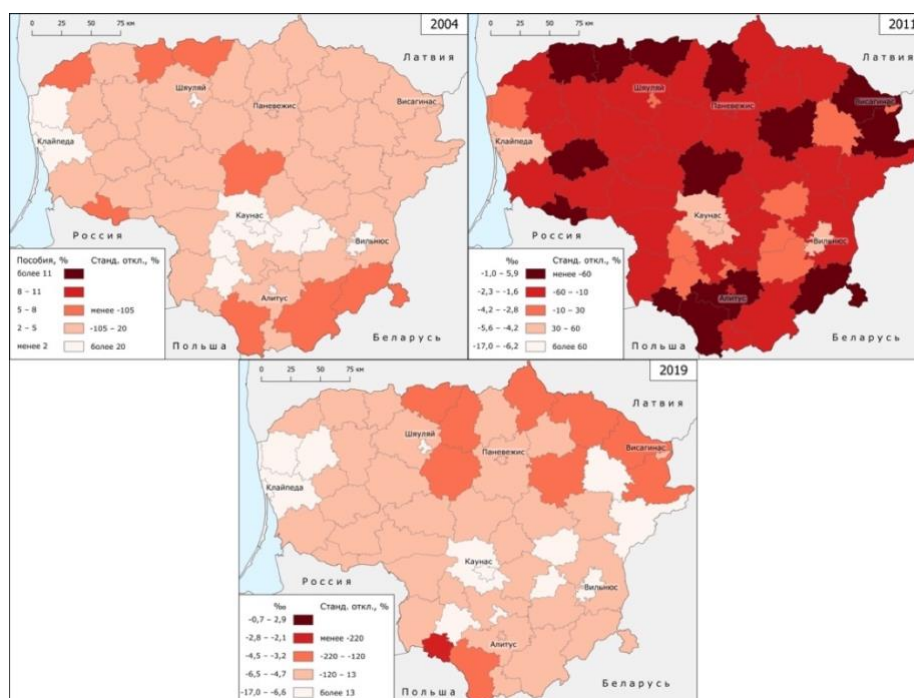 0 25 50 75 км
2004
Латвия
Шяуляй
Паневежис
Висагинас
Клайпеда
Каунас
Вильнюс
Россия
Алитус
Польша
Беларусь
Пособия, % Станд. откл., %
более 11
8 – 11
5 – 8 менее -105
2 – 5 -105 – 20
менее 2 более 20
0 25 50 75 км
2011
Латвия
Шяуляй
Паневежис
Висагинас
Клайпеда
Каунас
Вильнюс
Россия
Алитус
Польша
Беларусь
‰ Станд. откл., %
-1,0 – 5,9 менее -60
-2,3 – -1,6 -60 – -10
-4,2 – -2,8 -10 – 30
-5,6 – -4,2 30 – 60
-17,0 – -6,2 более 60
0 25 50 75 км
2019
Латвия
Шяуляй
Паневежис
Висагинас
Клайпеда
Каунас
Вильнюс
Россия
Алитус
Польша
Беларусь
‰ Станд. откл., %
-0,7 – 2,9
-2,8 – -2,1 менее -220
-4,5 – -3,2 -220 – -120
-6,5 – -4,7 -120 – 13
-17,0 – -6,6 более 13